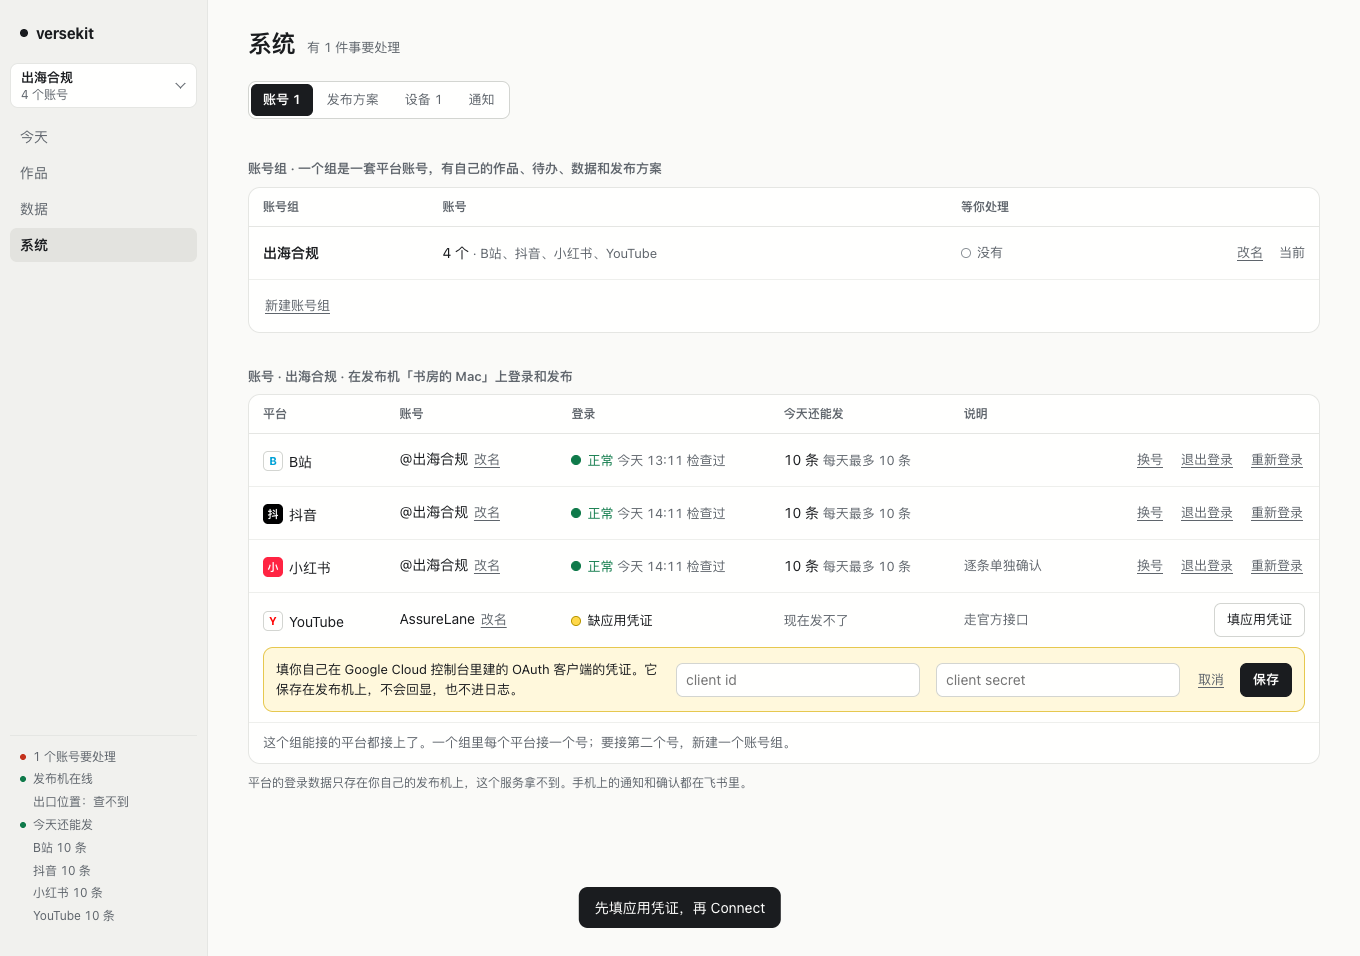 versekit
出海合规
4 个账号
今天
作品
数据
系统
1 个账号要处理
发布机在线
出口位置：查不到
今天还能发
B站 10 条
抖音 10 条
小红书 10 条
YouTube 10 条
系统 有 1 件事要处理
账号 1 发布方案 设备 1 通知
账号组 · 一个组是一套平台账号，有自己的作品、待办、数据和发布方案
账号组 账号 等你处理
出海合规 4 个 · B站、抖音、小红书、YouTube 没有 改名 当前
新建账号组
账号 · 出海合规 · 在发布机「书房的 Mac」上登录和发布
平台 账号 登录 今天还能发 说明
B B站 @出海合规 改名 正常 今天 13:11 检查过 10 条 每天最多 10 条 换号 退出登录 重新登录
抖 抖音 @出海合规 改名 正常 今天 14:11 检查过 10 条 每天最多 10 条 换号 退出登录 重新登录
小 小红书 @出海合规 改名 正常 今天 14:11 检查过 10 条 每天最多 10 条 逐条单独确认 换号 退出登录 重新登录
Y YouTube AssureLane 改名 缺应用凭证 现在发不了 走官方接口 填应用凭证
填你自己在 Google Cloud 控制台里建的 OAuth 客户端的凭证。它
保存在发布机上，不会回显，也不进日志。
client id client secret 取消 保存
这个组能接的平台都接上了。一个组里每个平台接一个号；要接第二个号，新建一个账号组。
平台的登录数据只存在你自己的发布机上，这个服务拿不到。手机上的通知和确认都在飞书里。
先填应用凭证，再 Connect